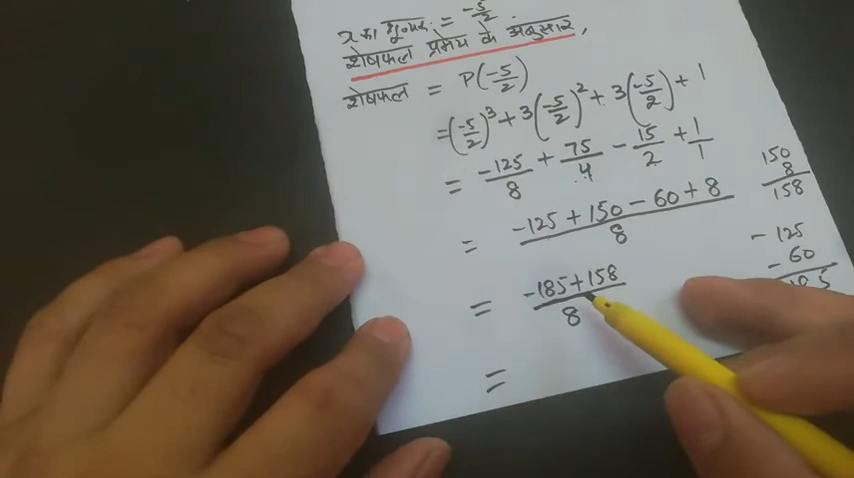 x का शून्यक = -5/2
शेषफल प्रमेय के अनुसार,
शेषफल = P(-5/2)
= (-5/2)³ + 3(-5/2)² + 3(-5/2) + 1
= -125/8 + 75/4 - 15/2 + 1/1
= -125 + 150 - 60 + 8 / 8
= -185 + 158 / 8
=
150
8
158
- 125
- 60